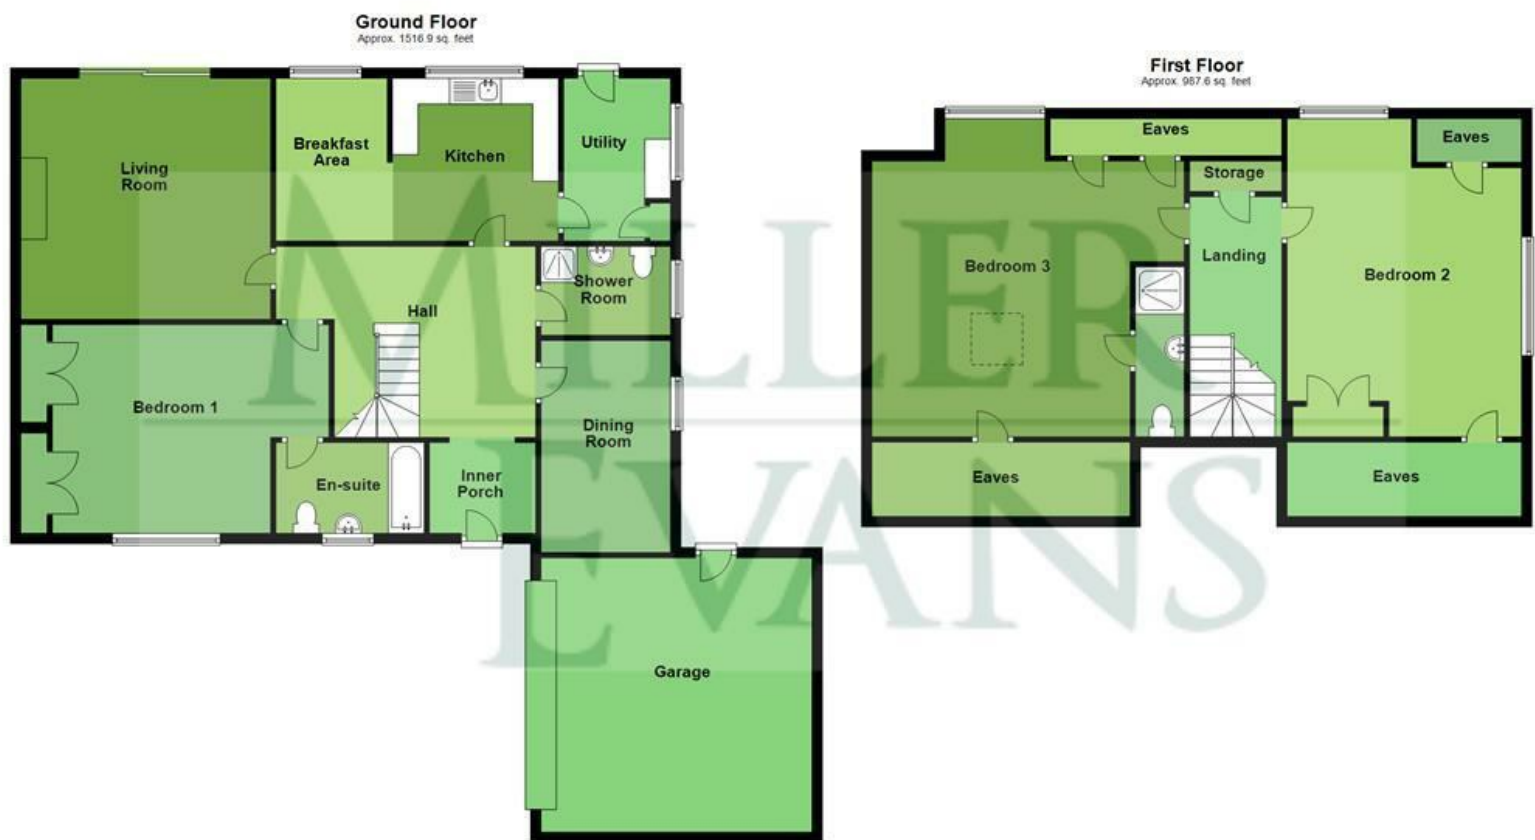 Ground Floor
Approx. 1516.9 sq. feet
Living
Room
Breakfast
Area
Kitchen
Utility
Shower
Room
Hall
Bedroom 1
Dining
Room
En-suite
Inner
Porch
Garage
First Floor
Approx. 987.6 sq. feet
Eaves
Eaves
Storage
Landing
Bedroom 3
Bedroom 2
Eaves
Eaves
MILLER
EVANS